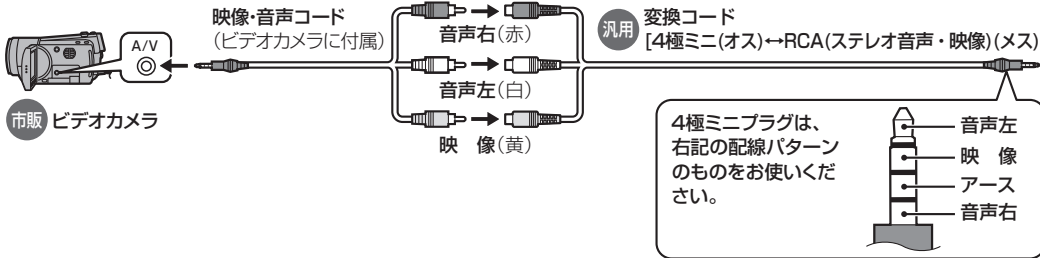 A/V
市販 ビデオカメラ
映像・音声コード
（ビデオカメラに付属）
音声右（赤）
音声左（白）
映　像（黄）
汎用 変換コード
［4極ミニ(オス)↔RCA(ステレオ音声・映像)(メス)
4極ミニプラグは、
右記の配線パターン
のものをお使いくだ
さい。
音声左
映　像
アース
音声右